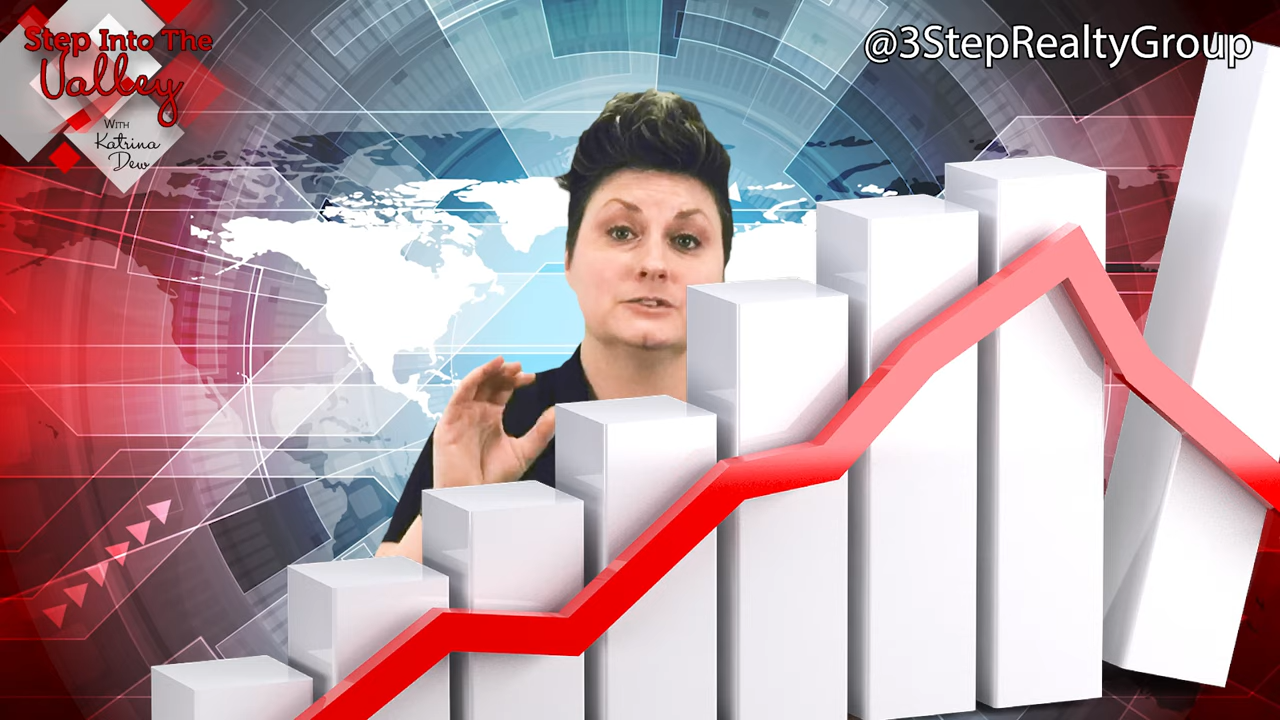 Step Into The
Valley
With
Katrina
Dew
@3StepRealtyGroup